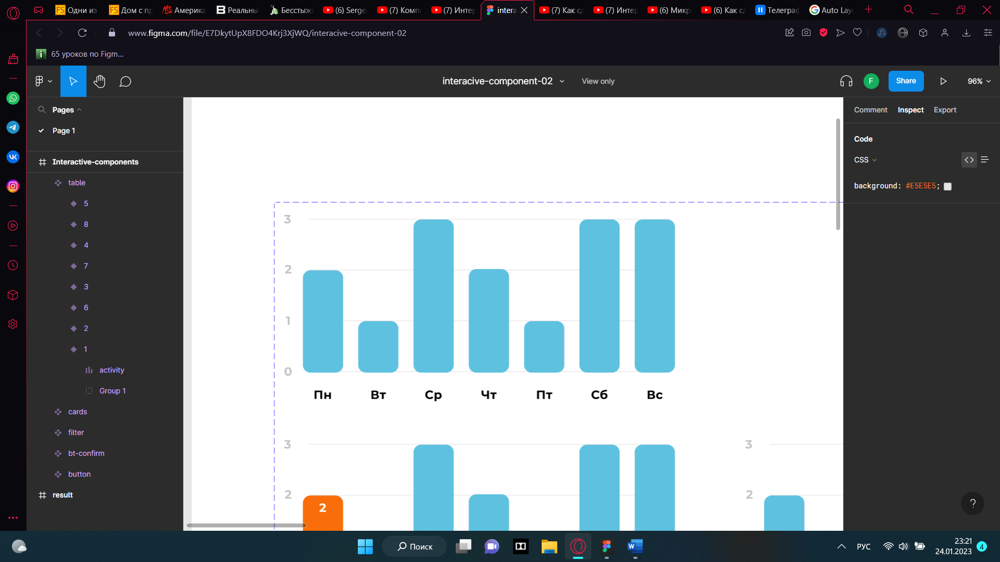 Одни из
Дом с пр
Америка
Реальны
Бесстыж
(6) Serge
(7) Комп
(7) Интер
intera
(7) Как сд
(7) Интер
(6) Микр
(6) Как сд
Телеграф
Auto Lay
www.figma.com/file/E7DkytUpX8FDO4Krj3XjWQ/interacive-component-02
65 уроков по Figm...
interacive-component-02
View only
F
Share
96%
Pages
Page 1
Interactive-components
table
5
8
4
7
3
6
2
1
activity
Group 1
cards
filter
bt-confirm
button
result
3
2
1
0
Пн Вт Ср Чт Пт Сб Вс
3
2
2
3
2
Comment Inspect Export
Code
CSS
background: #E5E5E5;
?
Поиск
РУС
23:21
24.01.2023
4